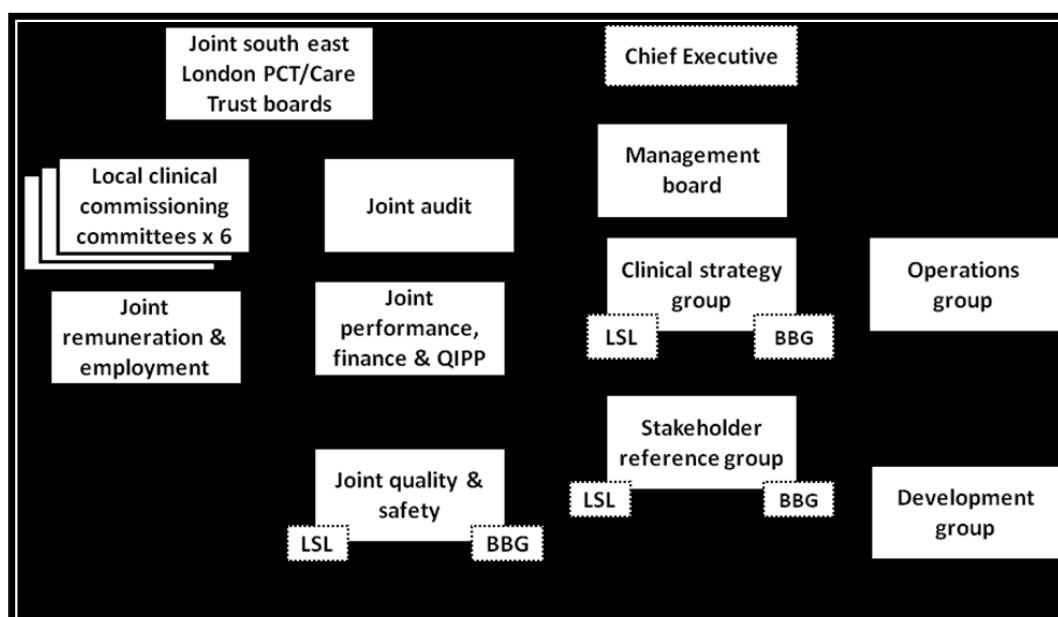 Joint south east
London PCT/Care
Trust boards
Chief Executive
Management
board
Local clinical
commissioning
committees x 6
Joint audit
Clinical strategy
group
LSL
BBG
Operations
group
Joint
remuneration &
employment
Joint
performance,
finance & QIPP
Stakeholder
reference group
LSL
BBG
Joint quality &
safety
LSL
BBG
Development
group